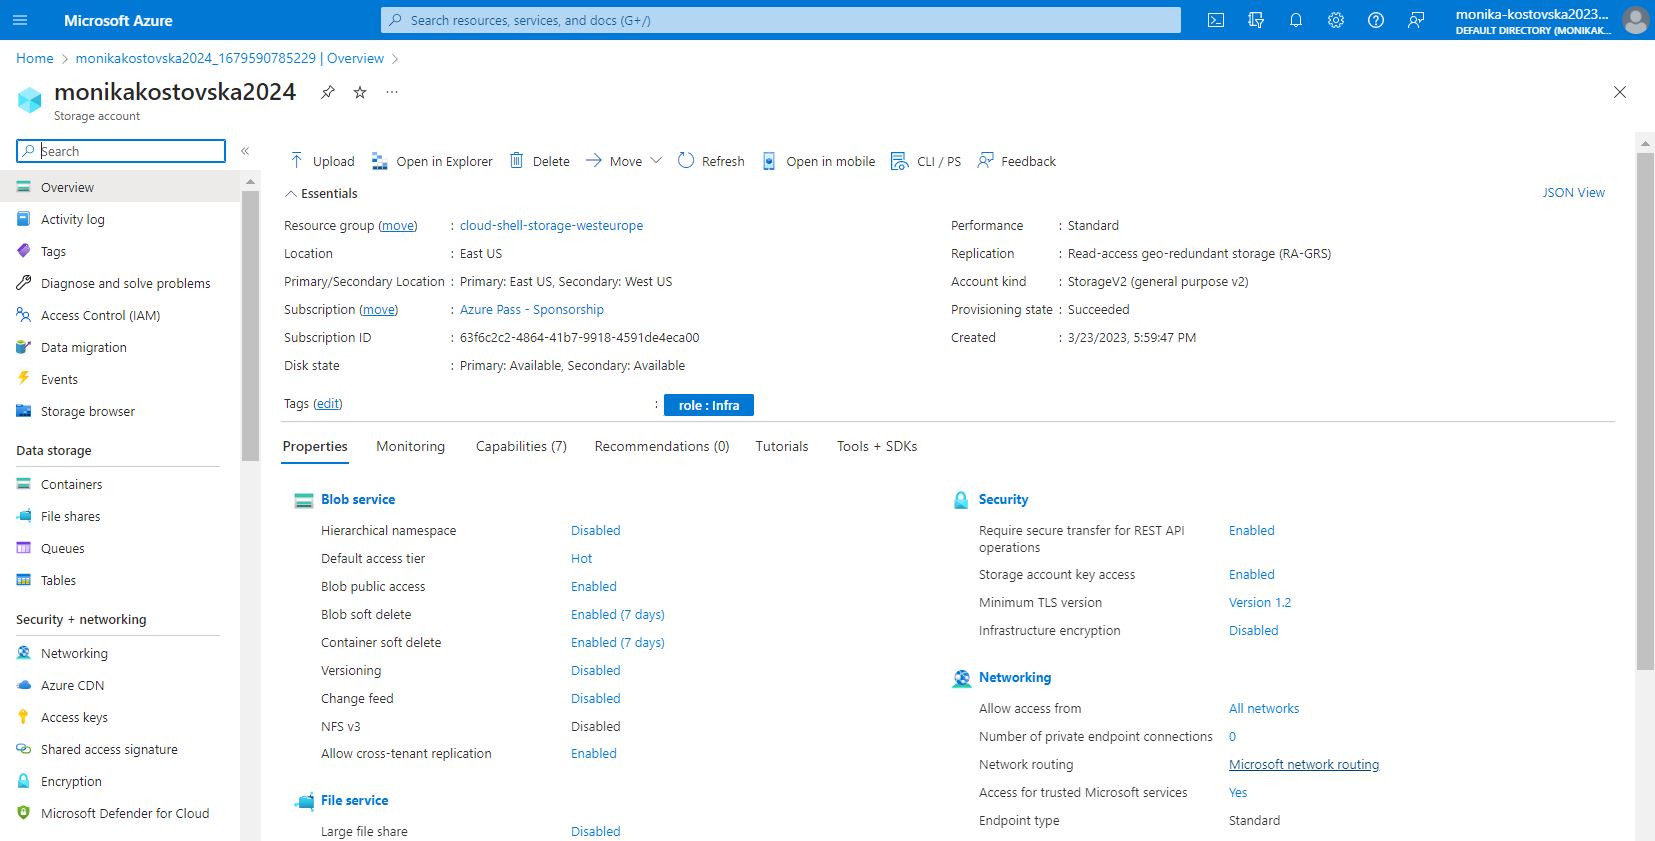 Microsoft Azure
Search resources, services, and docs (G+/)
monika-kostovska2023...
DEFAULT DIRECTORY (MONIKAK...
Home > monikakostovska2024_1679590785229 | Overview >
monikakostovska2024
...
Storage account
Search
«
Overview
Activity log
Tags
Diagnose and solve problems
Access Control (IAM)
Data migration
Events
Storage browser
Data storage
Containers
File shares
Queues
Tables
Security + networking
Networking
Azure CDN
Access keys
Shared access signature
Encryption
Microsoft Defender for Cloud
Upload Open in Explorer Delete Move Refresh Open in mobile CLI / PS Feedback
Essentials
JSON View
Resource group (move) : cloud-shell-storage-westeurope
Location : East US
Primary/Secondary Location : Primary: East US, Secondary: West US
Subscription (move) : Azure Pass - Sponsorship
Subscription ID : 63f6c2c2-4864-41b7-9918-4591de4eca00
Disk state : Primary: Available, Secondary: Available
Performance : Standard
Replication : Read-access geo-redundant storage (RA-GRS)
Account kind : StorageV2 (general purpose v2)
Provisioning state : Succeeded
Created : 3/23/2023, 5:59:47 PM
Tags (edit) : role : Infra
Properties Monitoring Capabilities (7) Recommendations (0) Tutorials Tools + SDKs
Blob service
Hierarchical namespace Disabled
Default access tier Hot
Blob public access Enabled
Blob soft delete Enabled (7 days)
Container soft delete Enabled (7 days)
Versioning Disabled
Change feed Disabled
NFS v3 Disabled
Allow cross-tenant replication Enabled
File service
Large file share Disabled
Security
Require secure transfer for REST API Enabled
operations
Storage account key access Enabled
Minimum TLS version Version 1.2
Infrastructure encryption Disabled
Networking
Allow access from All networks
Number of private endpoint connections 0
Network routing Microsoft network routing
Access for trusted Microsoft services Yes
Endpoint type Standard